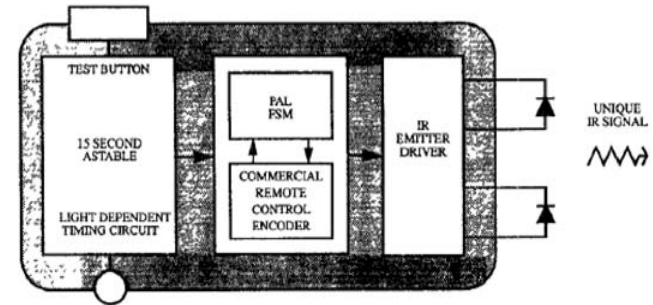 TEST BUTTON
15 SECOND
ASTABLE
LIGHT DEPENDENT
TIMING CIRCUIT
PAL
FSM
COMMERCIAL
REMOTE
CONTROL
ENCODER
IR
EMITTER
DRIVER
UNIQUE
IR SIGNAL